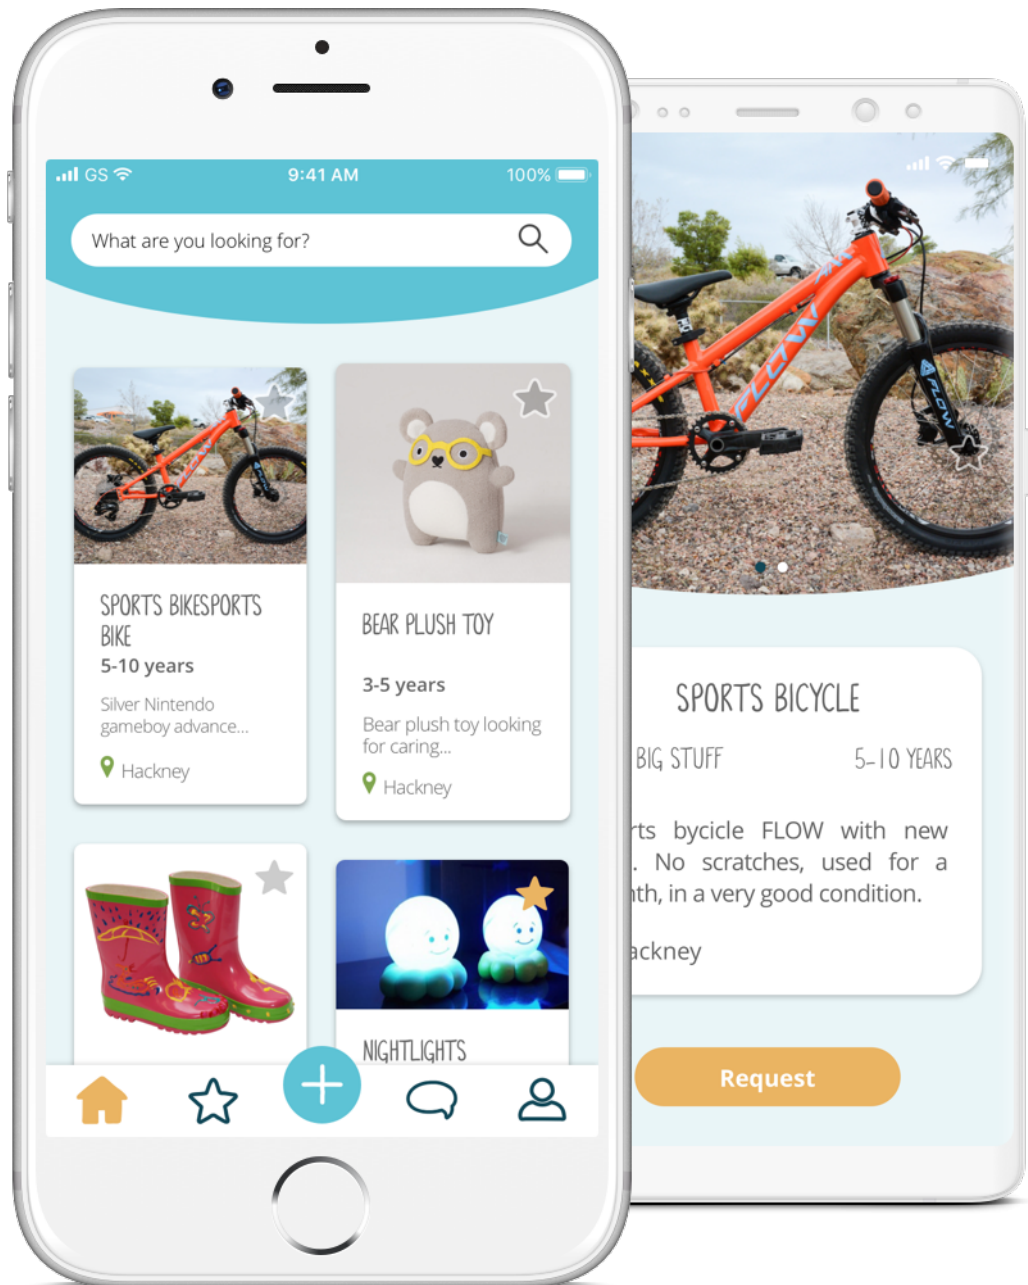 GS
9:41 AM
100%
What are you looking for?
SPORTS BIKESPORTS
BIKE
5-10 years
Silver Nintendo
gameboy advance...
Hackney
BEAR PLUSH TOY
3-5 years
Bear plush toy looking
for caring...
Hackney
NIGHTLIGHTS
FLOW
FLOW
SPORTS BICYCLE
BIG STUFF
5-10 YEARS
rts bycicle FLOW with new
. No scratches, used for a
nth, in a very good condition.
ackney
Request